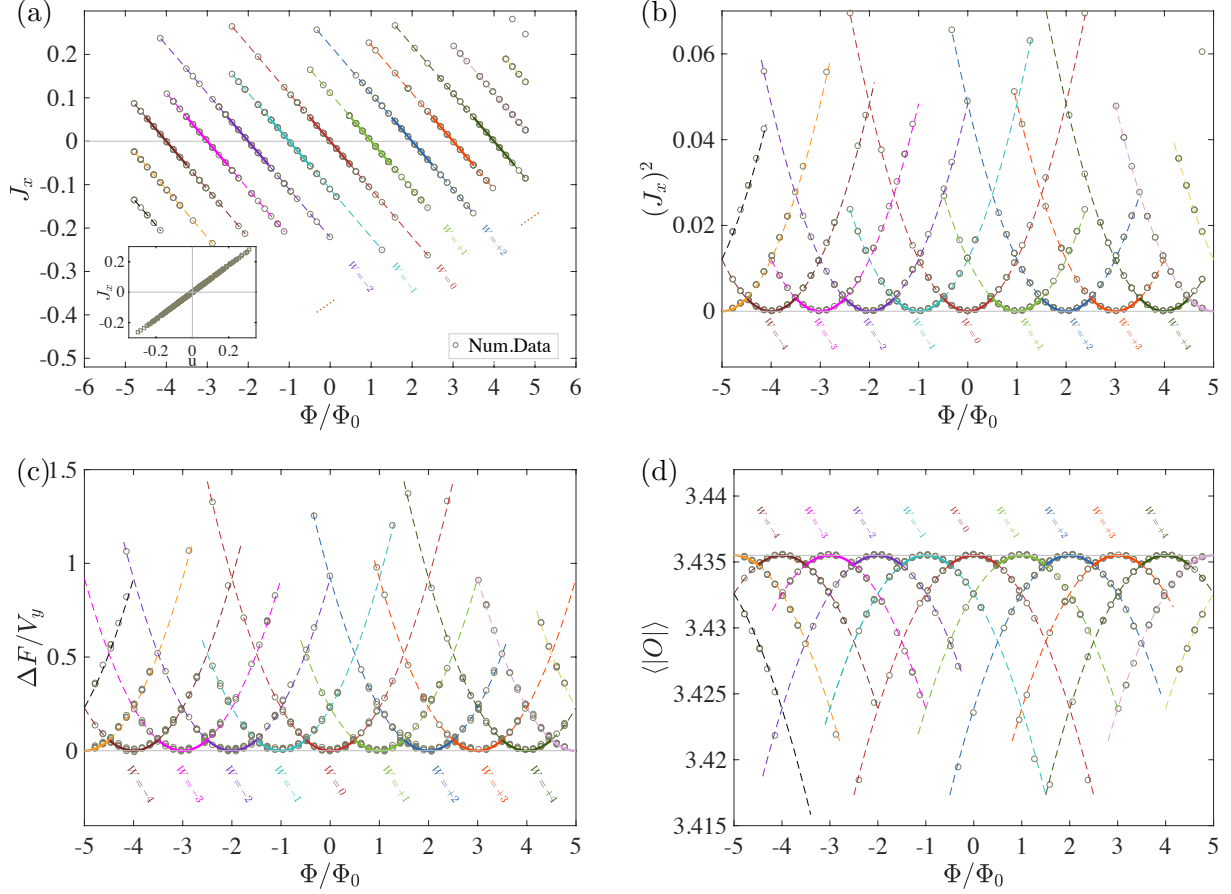 (a)
J_x
0.2
0.1
0
-0.1
-0.2
-0.3
-0.4
-0.5
W=-2
W=-1
W=0
W=+1
W=+2
0.2
0
-0.2
J_x
-0.2 0 0.2
u
Num.Data
-6 -5 -4 -3 -2 -1 0 1 2 3 4 5 6
Φ/Φ_0
(b)
(J_x)^2
0.06
0.04
0.02
0
W=-4 W=-3 W=-2 W=-1 W=0 W=+1 W=+2 W=+3 W=+4
-5 -4 -3 -2 -1 0 1 2 3 4 5
Φ/Φ_0
(c)
ΔF/V_y
1.5
1
0.5
0
W=-4 W=-3 W=-2 W=-1 W=0 W=+1 W=+2 W=+3 W=+4
-5 -4 -3 -2 -1 0 1 2 3 4 5
Φ/Φ_0
(d)
⟨|O|⟩
3.44
3.435
3.43
3.425
3.42
3.415
W=-4 W=-3 W=-2 W=-1 W=0 W=+1 W=+2 W=+3 W=+4
-5 -4 -3 -2 -1 0 1 2 3 4 5
Φ/Φ_0